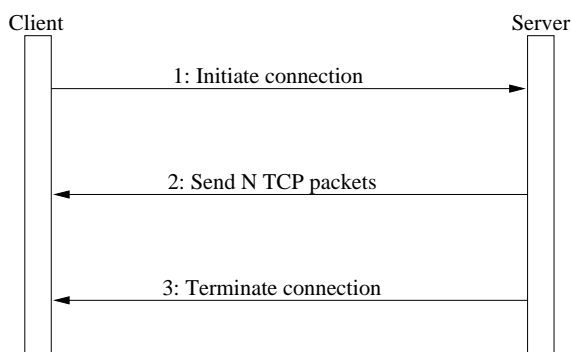 Client
Server
1: Initiate connection
2: Send N TCP packets
3: Terminate connection